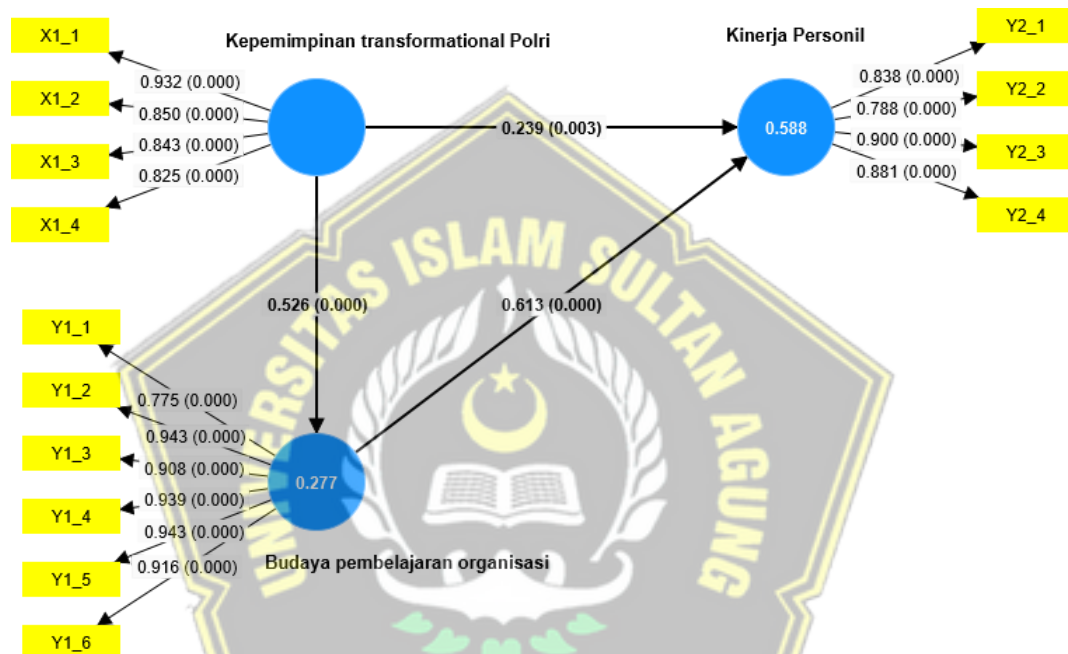 Kepemimpinan transformational Polri
Kinerja Personil
X1_1
X1_2
X1_3
X1_4
0.932 (0.000)
0.850 (0.000)
0.843 (0.000)
0.825 (0.000)
0.239 (0.003)
0.588
0.838 (0.000)
0.788 (0.000)
0.900 (0.000)
0.881 (0.000)
Y2_1
Y2_2
Y2_3
Y2_4
0.526 (0.000)
0.613 (0.000)
Y1_1
Y1_2
Y1_3
Y1_4
Y1_5
Y1_6
0.775 (0.000)
0.943 (0.000)
0.908 (0.000)
0.939 (0.000)
0.943 (0.000)
0.916 (0.000)
0.277
Budaya pembelajaran organisasi
UNIVERSITAS ISLAM SULTAN AGUNG